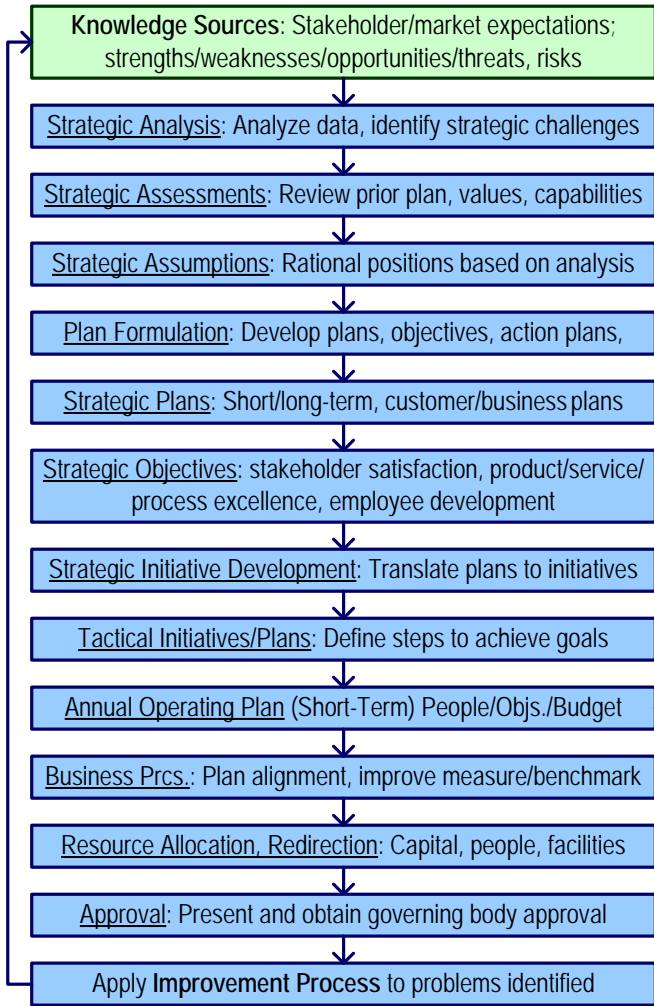 Knowledge Sources: Stakeholder/market expectations;
strengths/weaknesses/opportunities/threats, risks
Strategic Analysis: Analyze data, identify strategic challenges
Strategic Assessments: Review prior plan, values, capabilities
Strategic Assumptions: Rational positions based on analysis
Plan Formulation: Develop plans, objectives, action plans,
Strategic Plans: Short/long-term, customer/business plans
Strategic Objectives: stakeholder satisfaction, product/service/
process excellence, employee development
Strategic Initiative Development: Translate plans to initiatives
Tactical Initiatives/Plans: Define steps to achieve goals
Annual Operating Plan (Short-Term) People/Objs./Budget
Business Prcs.: Plan alignment, improve measure/benchmark
Resource Allocation, Redirection: Capital, people, facilities
Approval: Present and obtain governing body approval
Apply Improvement Process to problems identified